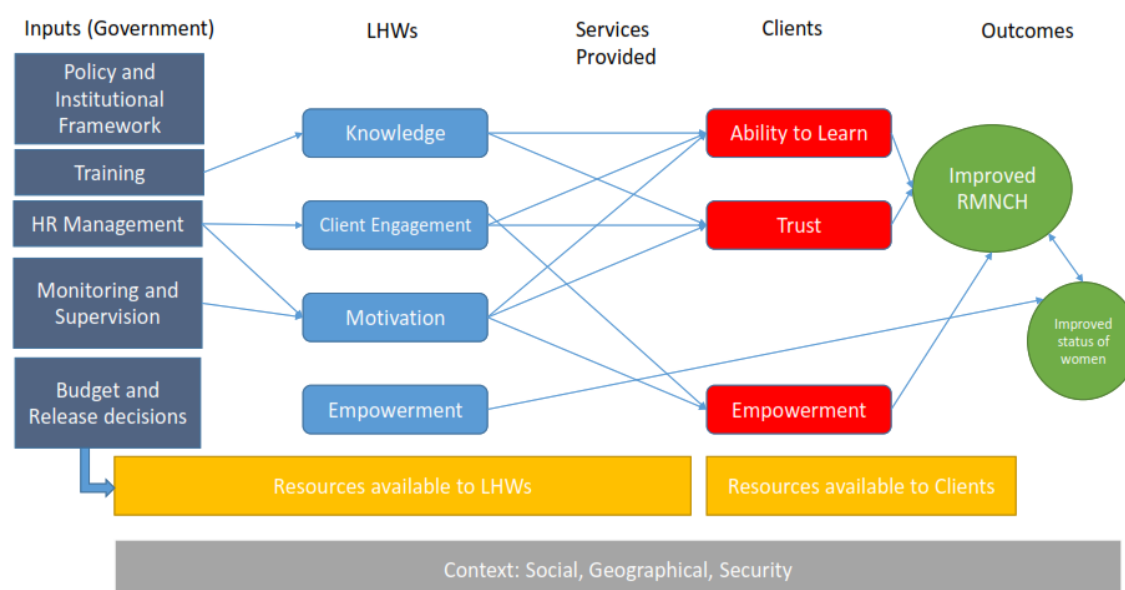 Inputs (Government)
LHWs
Services
Provided
Clients
Outcomes
Policy and
Institutional
Framework
Training
HR Management
Monitoring and
Supervision
Budget and
Release decisions
Knowledge
Client Engagement
Motivation
Empowerment
Ability to Learn
Trust
Empowerment
Improved
RMNCH
Improved
status of
women
Resources available to LHWs
Resources available to Clients
Context: Social, Geographical, Security